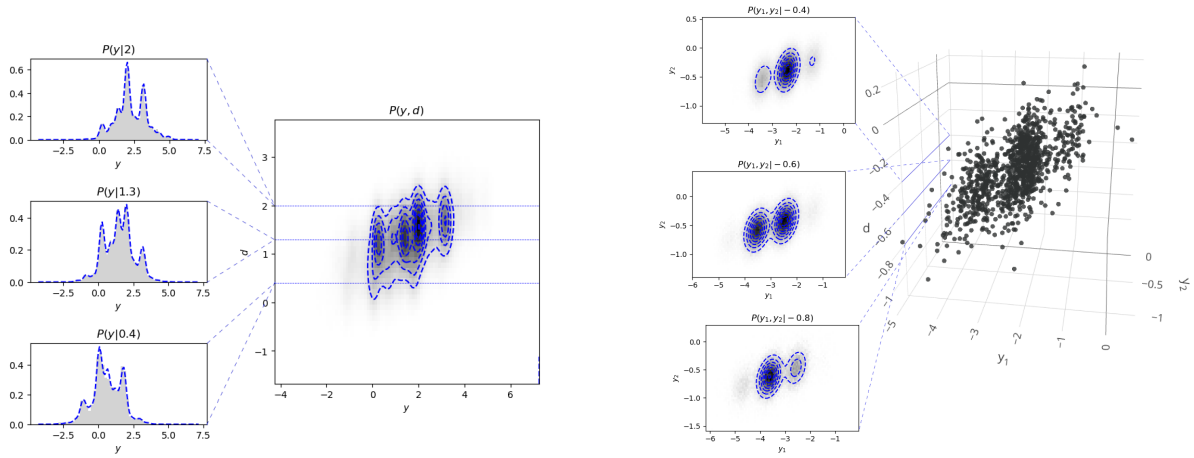 P(y|2)
0.6
0.4
0.2
0.0
−2.5 0.0 2.5 5.0 7.5
y
P(y|1.3)
0.4
0.2
0.0
−2.5 0.0 2.5 5.0 7.5
y
P(y|0.4)
0.4
0.2
0.0
−2.5 0.0 2.5 5.0 7.5
y
P(y, d)
3
2
1
0
−1
d
−4 −2 0 2 4 6
y
P(y₁, y₂| − 0.4)
0.5
0.0
−0.5
−1.0
y₂
−5 −4 −3 −2 −1 0
y₁
P(y₁, y₂| − 0.6)
0.0
−0.5
−1.0
y₂
−5 −4 −3 −2 −1
y₁
P(y₁, y₂| − 0.8)
0.0
−0.5
−1.0
−1.5
y₂
−6 −5 −4 −3 −2 −1
y₁
0.2
0
−0.2
−0.4
−0.6
−0.8
−1
d
−5
−4
−3
−2
−1
0
y₁
0
−0.5
−1
y₂